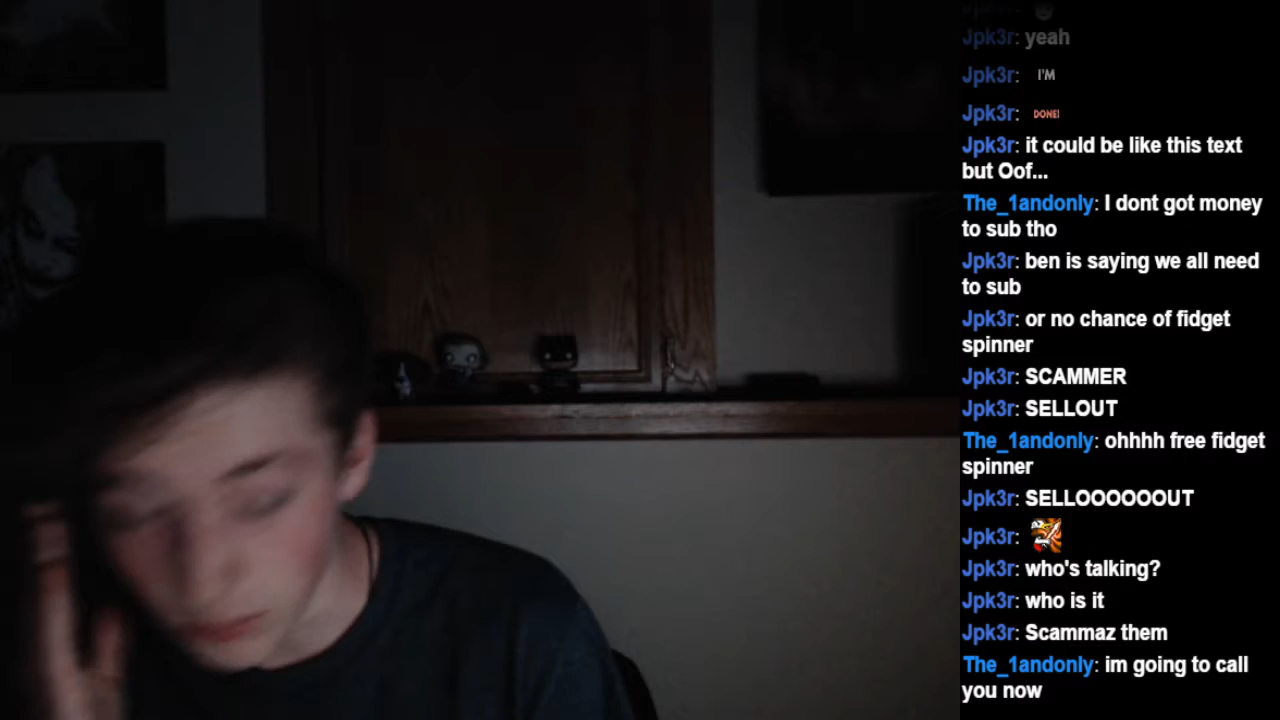 Jpk3r: yeah
Jpk3r: I'M
Jpk3r: DONE!
Jpk3r: it could be like this text
but Oof...
The_1andonly: I dont got money
to sub tho
Jpk3r: ben is saying we all need
to sub
Jpk3r: or no chance of fidget
spinner
Jpk3r: SCAMMER
Jpk3r: SELLOUT
The_1andonly: ohhhh free fidget
spinner
Jpk3r: SELLOOOOOOUT
Jpk3r:
Jpk3r: who's talking?
Jpk3r: who is it
Jpk3r: Scammaz them
The_1andonly: im going to call
you now